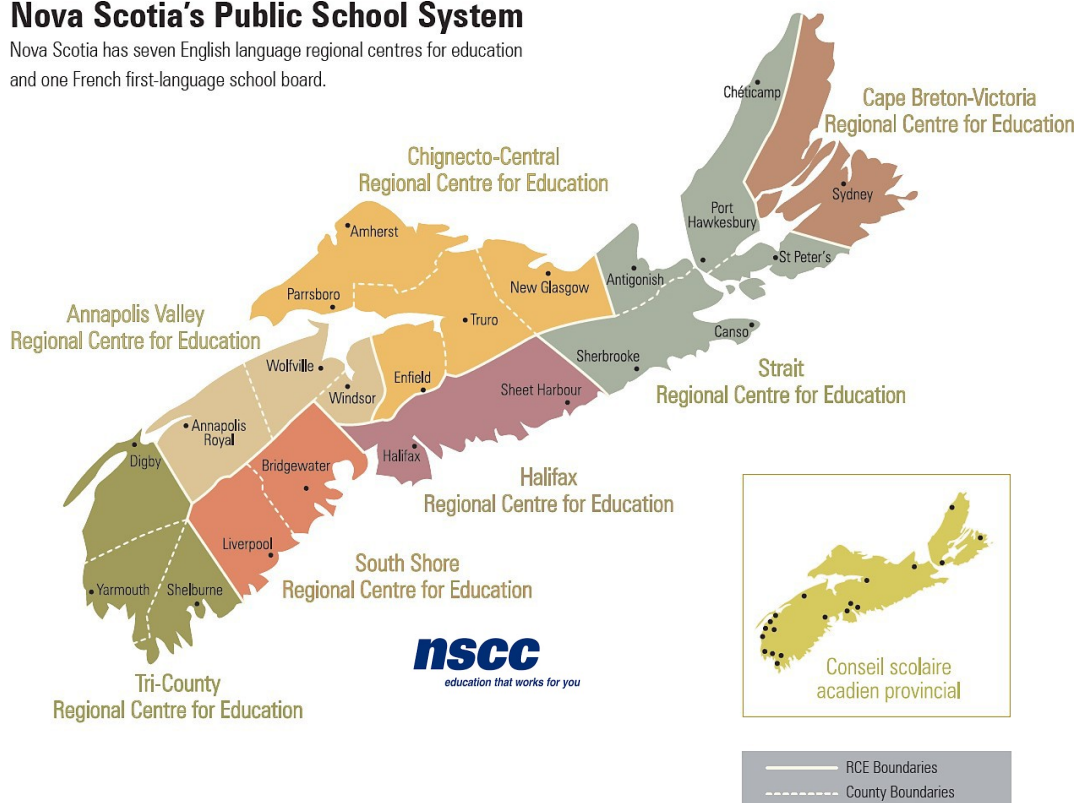 Nova Scotia's Public School System
Nova Scotia has seven English language regional centres for education
and one French first-language school board.
Chéticamp
Cape Breton-Victoria
Regional Centre for Education
Chignecto-Central
Regional Centre for Education
Sydney
Port
Hawkesbury
Amherst
St Peter's
Antigonish
New Glasgow
Parrsboro
Annapolis Valley
Regional Centre for Education
Truro
Canso
Sherbrooke
Wolfville
Strait
Regional Centre for Education
Enfield
Windsor
Sheet Harbour
Annapolis
Royal
Halifax
Digby
Bridgewater
Halifax
Regional Centre for Education
Liverpool
South Shore
Regional Centre for Education
Yarmouth
Shelburne
nscc
education that works for you
Tri-County
Regional Centre for Education
Conseil scolaire
acadien provincial
RCE Boundaries
County Boundaries